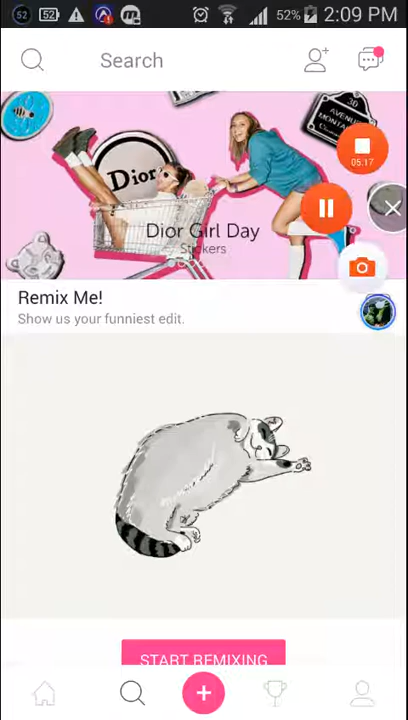 52 52 52% 2:09 PM
Search
30
AVENUE
MONTAIGNE
Dior
Dior Girl Day
Stickers
05:17
Remix Me!
Show us your funniest edit.
START REMIXING